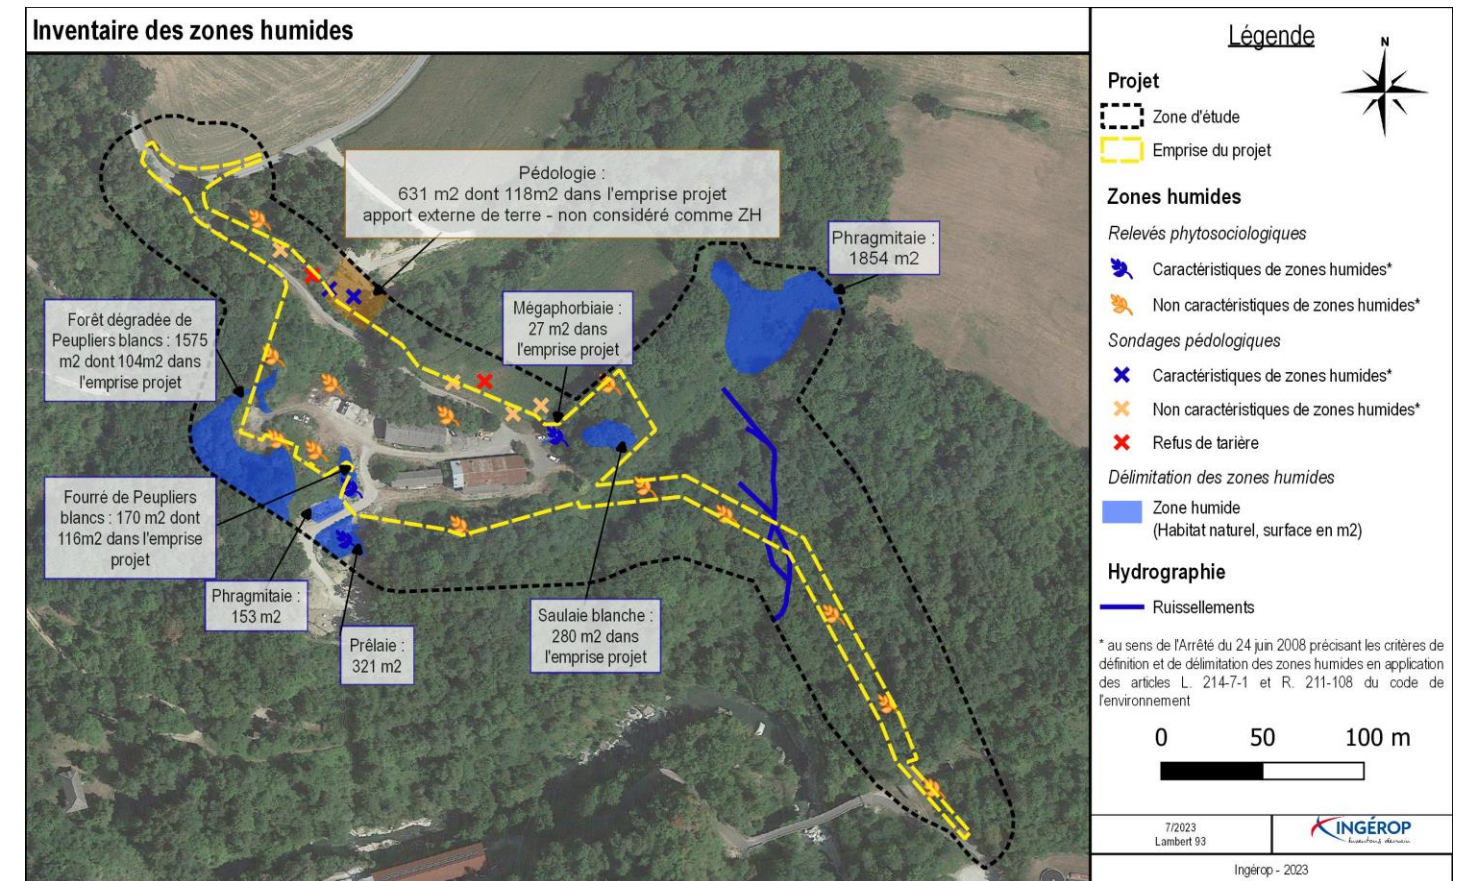 Inventaire des zones humides
Pédologie :
631 m2 dont 118m2 dans l'emprise projet
apport externe de terre - non considéré comme ZH
Phragmitaie :
1854 m2
Mégaphorbiaie :
27 m2 dans
l'emprise projet
Forêt dégradée de
Peupliers blancs : 1575
m2 dont 104m2 dans
l'emprise projet
Fourré de Peupliers
blancs : 170 m2 dont
116m2 dans l'emprise
projet
Phragmitaie :
153 m2
Prêlaie :
321 m2
Saulaie blanche :
280 m2 dans
l'emprise projet
Légende
N
Projet
Zone d'étude
Emprise du projet
Zones humides
Relevés phytosociologiques
Caractéristiques de zones humides*
Non caractéristiques de zones humides*
Sondages pédologiques
Caractéristiques de zones humides*
Non caractéristiques de zones humides*
Refus de tarière
Délimitation des zones humides
Zone humide
(Habitat naturel, surface en m2)
Hydrographie
Ruissellements
* au sens de l'Arrêté du 24 juin 2008 précisant les critères de
définition et de délimitation des zones humides en application
des articles L. 214-7-1 et R. 211-108 du code de
l'environnement
0 50 100 m
7/2023
Lambert 93
INGÉROP
Inventons demain
Ingérop - 2023